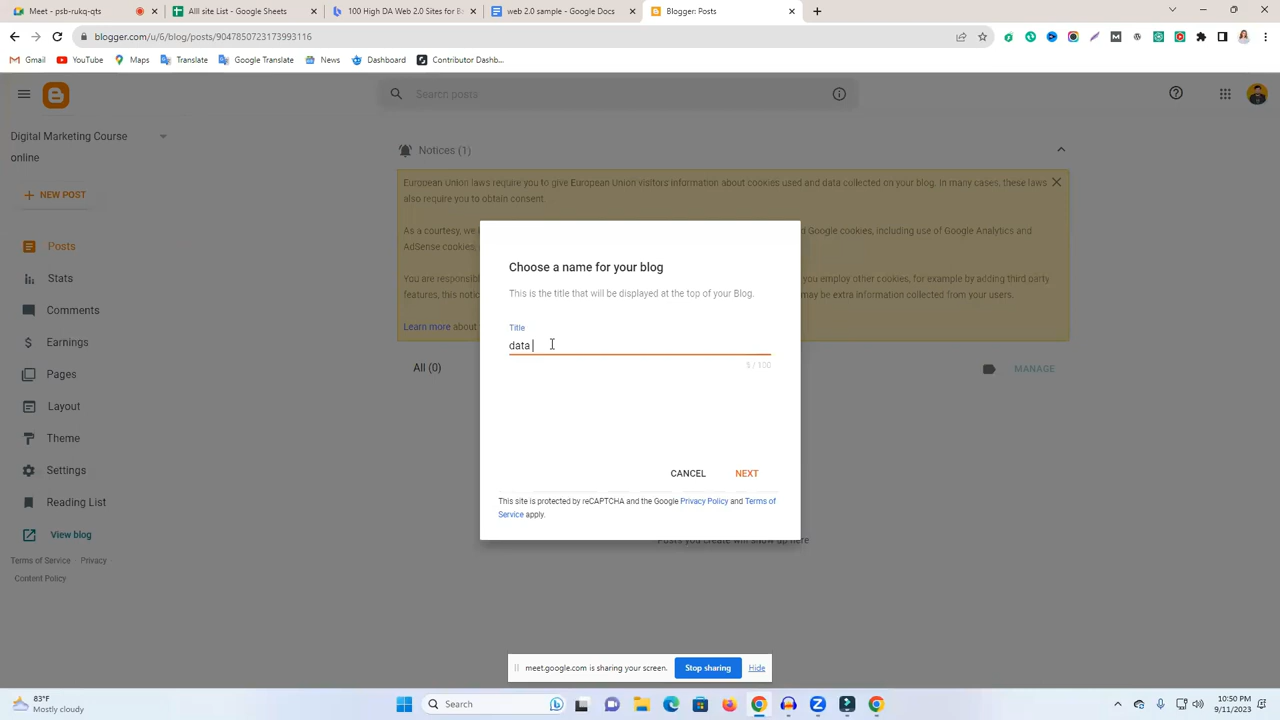 Meet - psb-rubg-kwt
Alll site List - Google Sheets
100 High DA Web 2.0 Sites for B
web 2.0 sample - Google Docs
Blogger: Posts
blogger.com/u/6/blog/posts/9047850723173993116
Gmail
YouTube
Maps
Translate
Google Translate
News
Dashboard
Contributor Dashb...
Search posts
Digital Marketing Course
online
Notices (1)
European Union laws require you to give European Union visitors information about cookies used and data collected on your blog. In many cases, these laws
also require you to obtain consent.
NEW POST
As a courtesy, we
d Google cookies, including use of Google Analytics and
AdSense cookies,
You are responsib
you employ other cookies, for example by adding third party
features, this notic
may be extra information collected from your users.
Learn more about
Posts
Stats
Comments
Earnings
Pages
Layout
Theme
Settings
Reading List
View blog
Terms of Service
Privacy
Content Policy
Choose a name for your blog
This is the title that will be displayed at the top of your Blog.
Title
data
5 / 100
CANCEL
NEXT
This site is protected by reCAPTCHA and the Google Privacy Policy and Terms of
Service apply.
All (0)
MANAGE
Posts you create will show up here
meet.google.com is sharing your screen.
Stop sharing
Hide
83°F
Mostly cloudy
Search
10:50 PM
9/11/2023